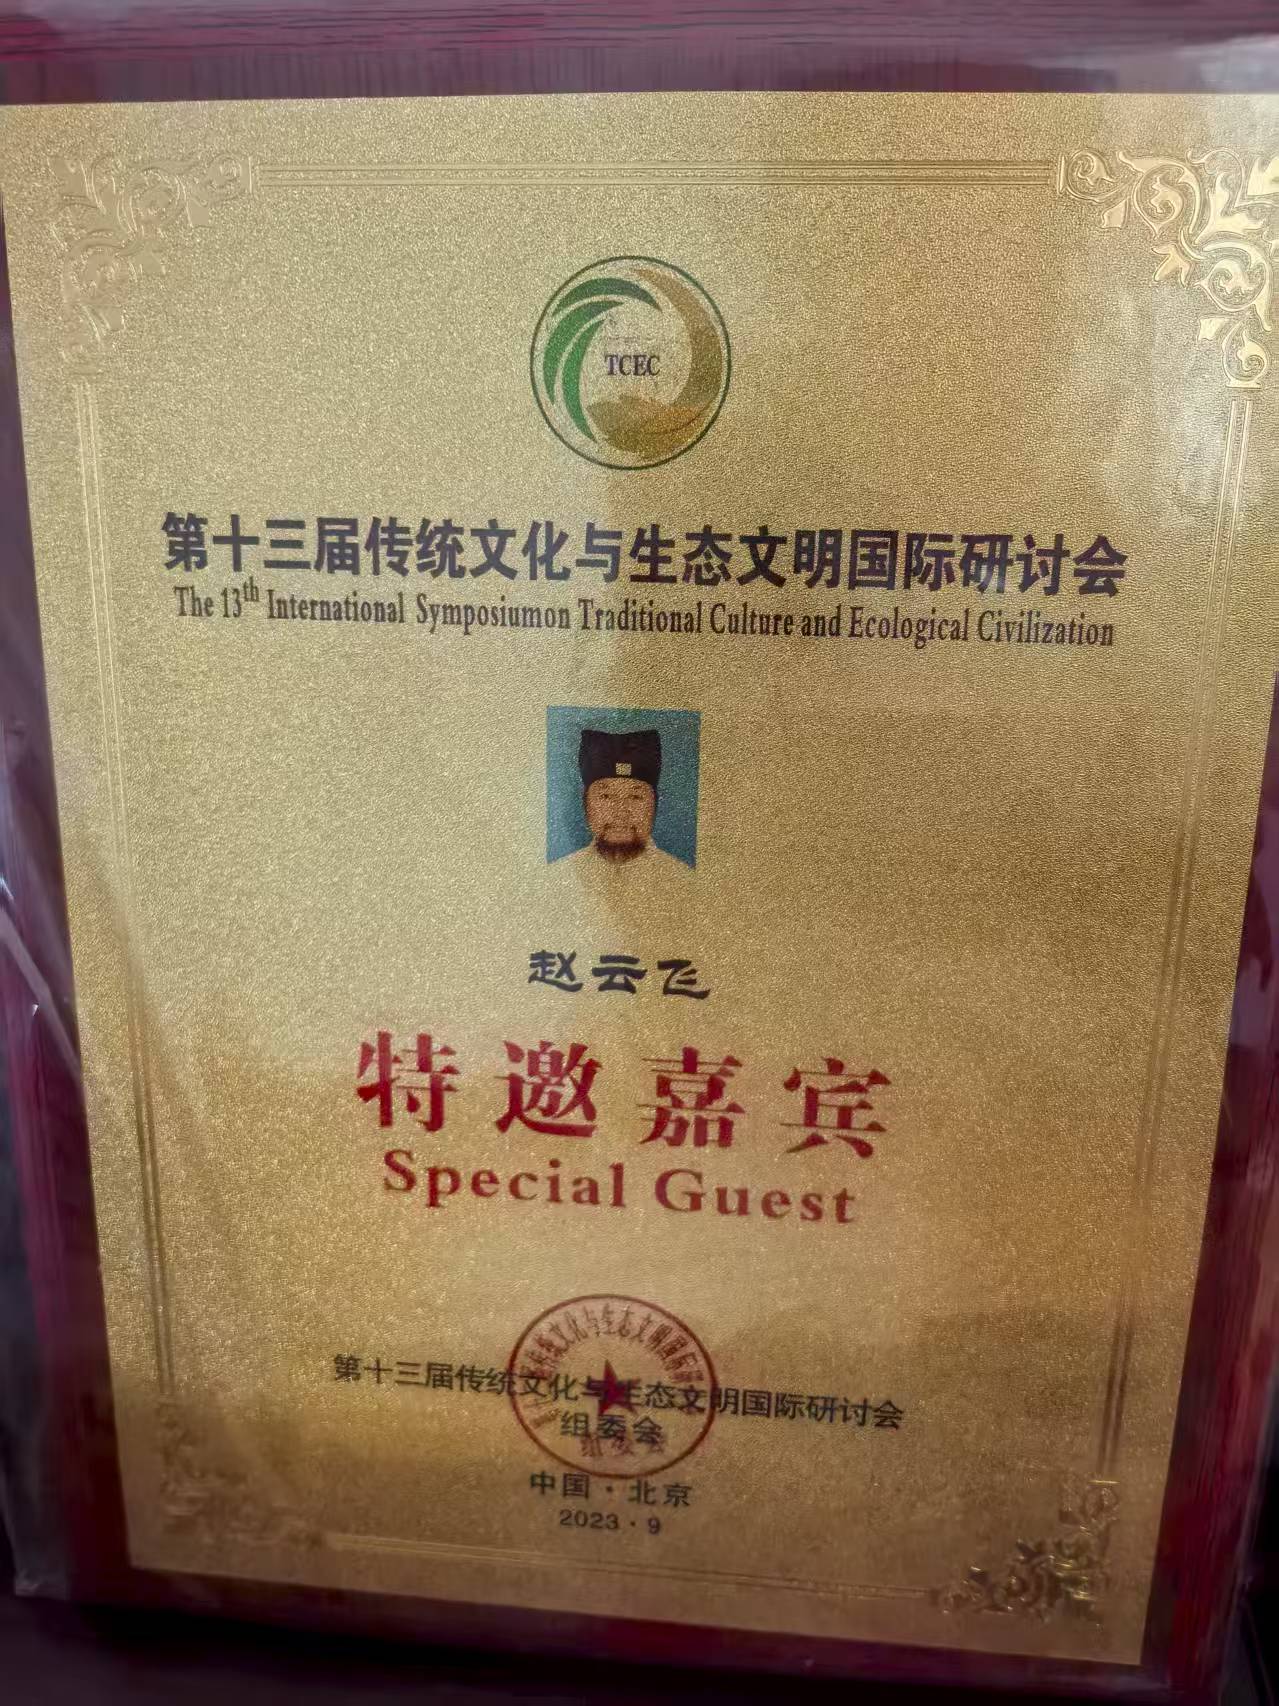 TCEC
第十三届传统文化与生态文明国际研讨会
The 13th International Symposiumon Traditional Culture and Ecological Civilization
赵云飞
特邀嘉宾
Special Guest
第十三届传统文化与生态文明国际研讨会
组委会
中国·北京
2023·9